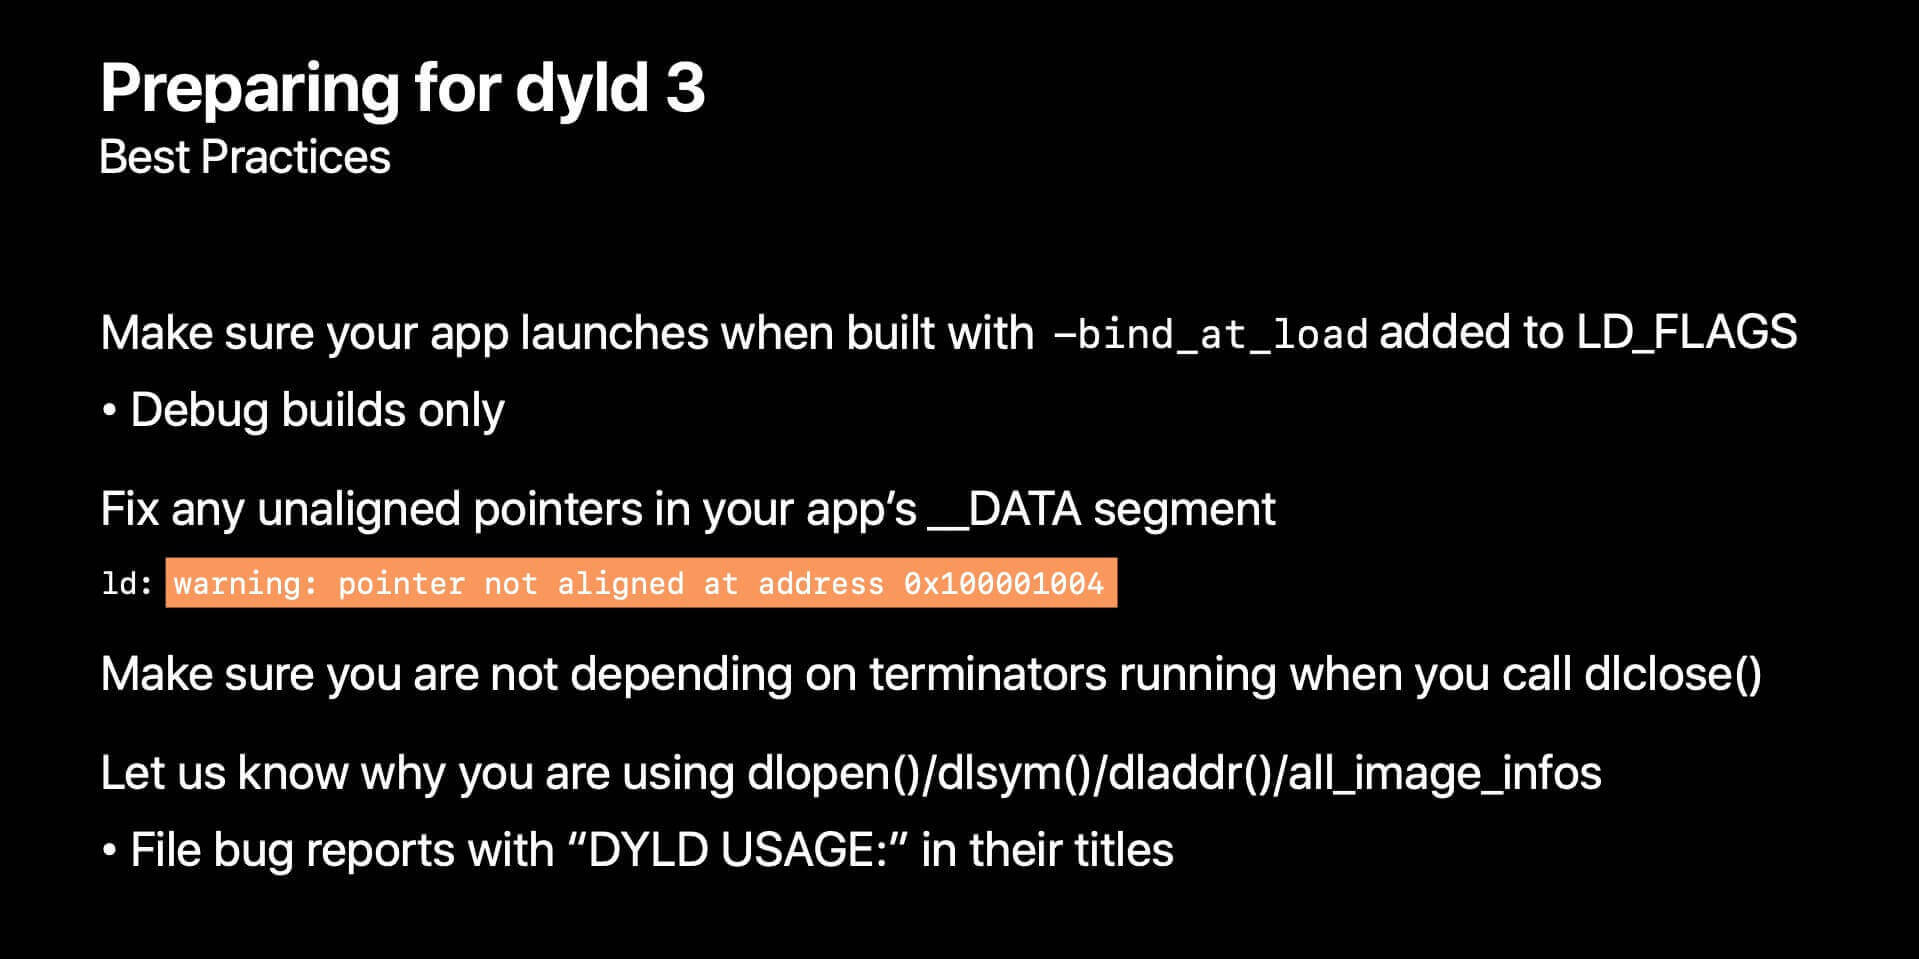 Preparing for dyld 3
Best Practices
Make sure your app launches when built with –bind_at_load added to LD_FLAGS
• Debug builds only
Fix any unaligned pointers in your app’s __DATA segment
ld: warning: pointer not aligned at address 0x100001004
Make sure you are not depending on terminators running when you call dlclose()
Let us know why you are using dlopen()/dlsym()/dladdr()/all_image_infos
• File bug reports with “DYLD USAGE:” in their titles